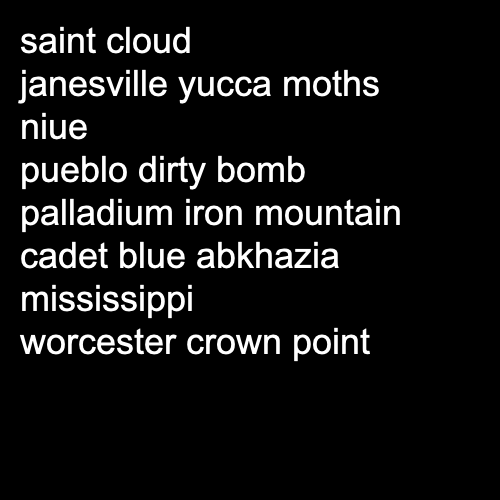 saint cloud
janesville yucca moths
niue
pueblo dirty bomb
palladium iron mountain
cadet blue abkhazia
mississippi
worcester crown point